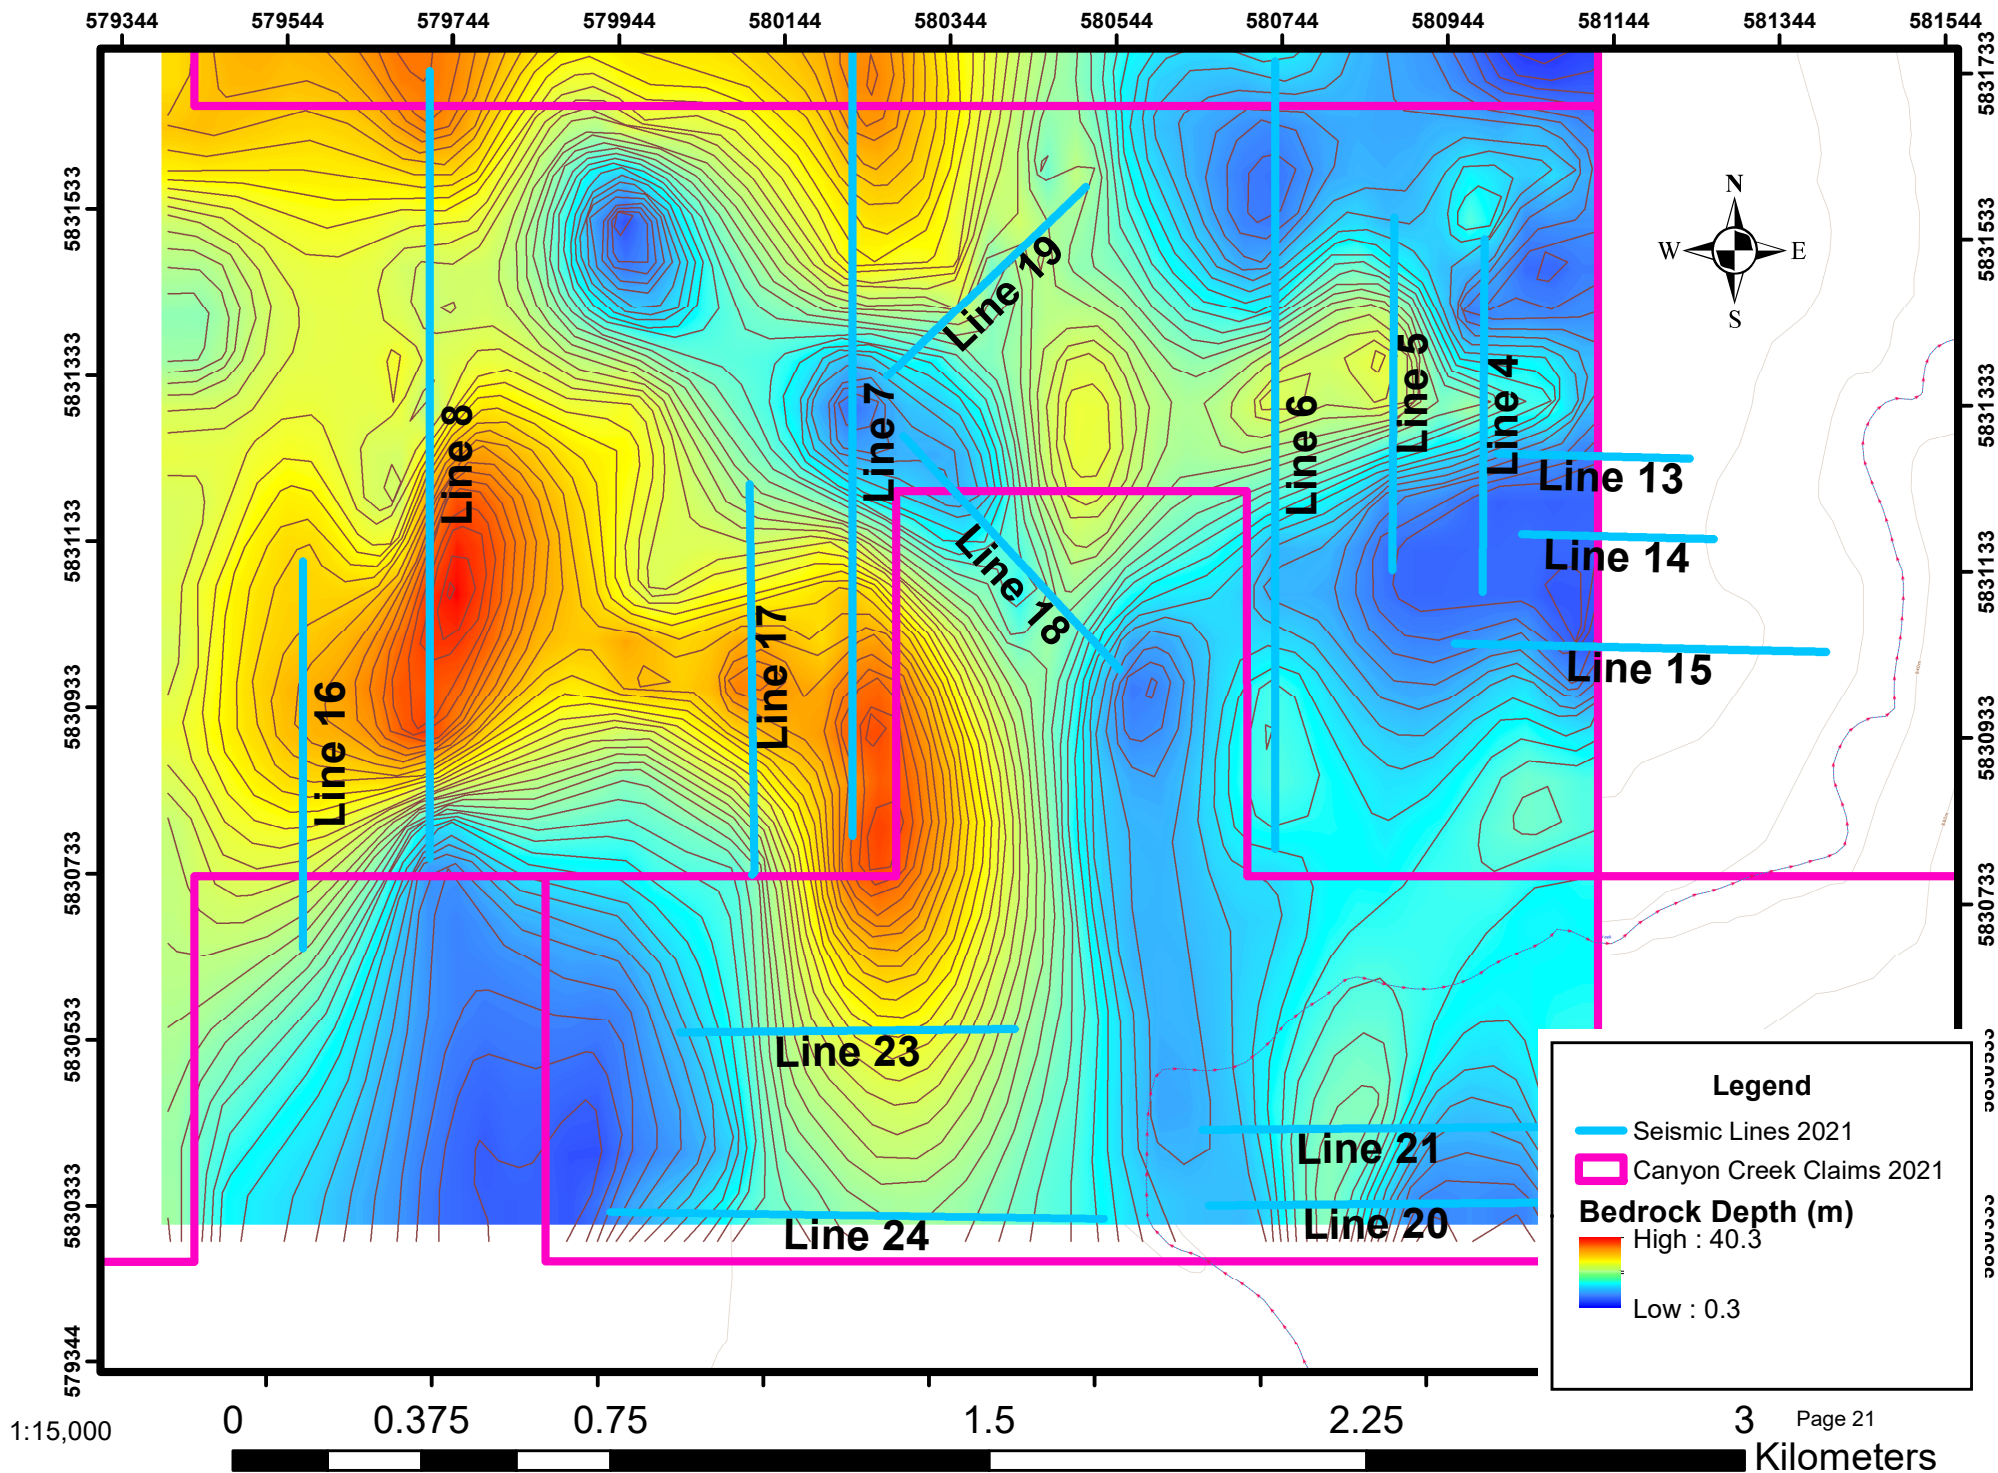 579344 579544 579744 579944 580144 580344 580544 580744 580944 581144 581344 581544
5831733
5831533
5831533
5831333
5831333
5831133
5831133
5830933
5830933
5830733
5830733
5830533
5830333
579344
N
W E
S
Line 19
Line 8
Line 7
Line 6
Line 5
Line 4
Line 13
Line 14
Line 15
Line 18
Line 17
Line 16
Line 23
Line 21
Line 24
Line 20
Legend
Seismic Lines 2021
Canyon Creek Claims 2021
Bedrock Depth (m)
High : 40.3
Low : 0.3
1:15,000
0 0.375 0.75 1.5 2.25 3
Kilometers
Page 21